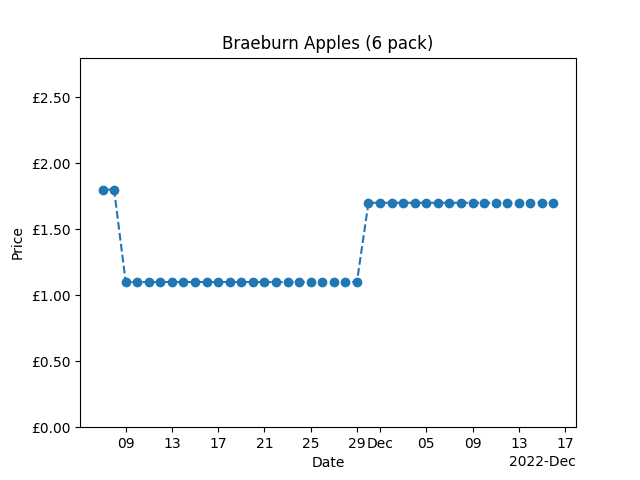 Braeburn Apples (6 pack)
£2.50
£2.00
£1.50
£1.00
£0.50
£0.00
Price
09 13 17 21 25 29 Dec 05 09 13 17
Date
2022-Dec